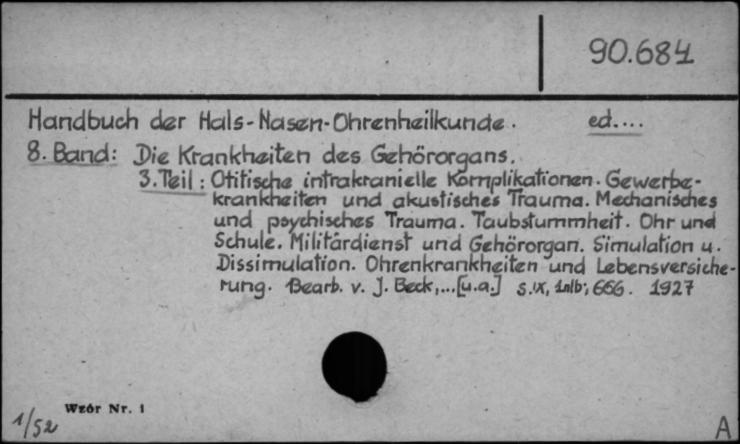 90.684
Handbuch der Hals-Nasen-Ohrenheilkunde. ed....
8. Band: Die Krankheiten des Gehörorgans.
3. Teil: Otitische intrakranielle Komplikationen. Gewerbe-
krankheiten und akustisches Trauma. Mechanisches
und psychisches Trauma. Taubstummheit. Ohr und
Schule. Militärdienst und Gehörorgan. Simulation u.
Dissimulation. Ohrenkrankheiten und Lebensversiche-
rung. Bearb. v. J. Beck,...[u.a.] S.IX, 1nlb; 666. 1927
Wzór Nr. 1
1/52
A